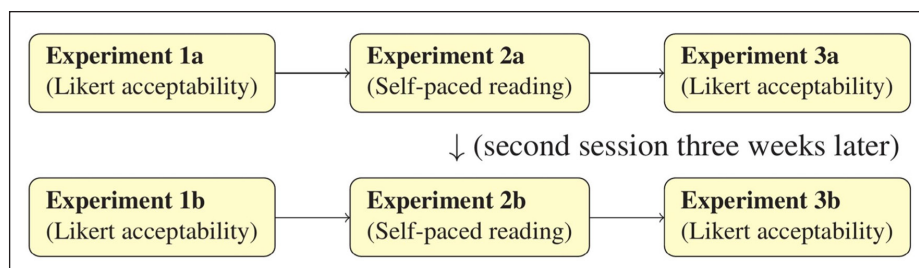 Experiment 1a
(Likert acceptability)
Experiment 2a
(Self-paced reading)
Experiment 3a
(Likert acceptability)
↓ (second session three weeks later)
Experiment 1b
(Likert acceptability)
Experiment 2b
(Self-paced reading)
Experiment 3b
(Likert acceptability)